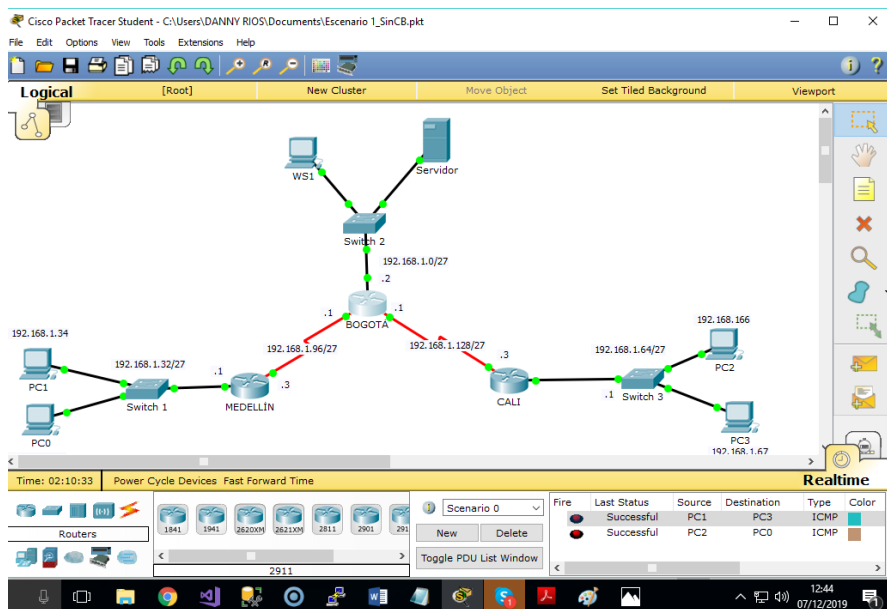 Cisco Packet Tracer Student - C:\Users\DANNY RIOS\Documents\Escenario 1_SinCB.pkt
File Edit Options View Tools Extensions Help
Logical [Root] New Cluster Move Object Set Tiled Background Viewport
WS1
Servidor
Switch 2
192.168.1.0/27
.2
.1
.1
BOGOTA
192.168.1.34
192.168.166
192.168.1.96/27
192.168.1.128/27
.3
192.168.1.64/27
192.168.1.32/27
.1
PC2
PC1
.3
Switch 1
MEDELLÍN
CALI
.1
Switch 3
PC0
PC3
192.168.1.67
Time: 02:10:33 Power Cycle Devices Fast Forward Time Realtime
Routers
1841 1941 2620XM 2621XM 2811 2901 291
2911
Scenario 0
New Delete
Toggle PDU List Window
Fire Last Status Source Destination Type Color
Successful PC1 PC3 ICMP
Successful PC2 PC0 ICMP
12:44
07/12/2019